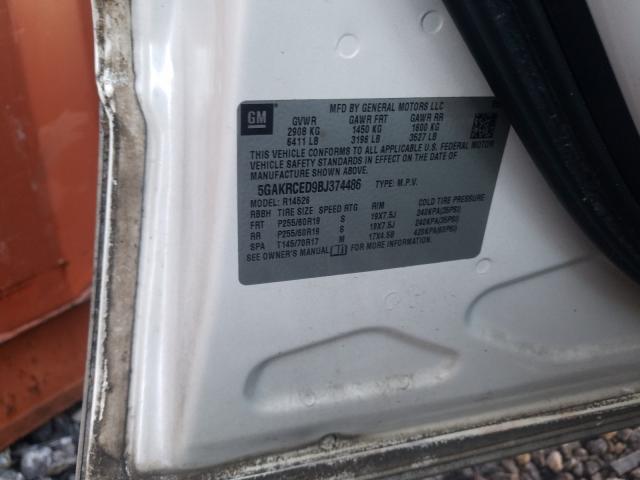 GM
MFD BY GENERAL MOTORS LLC
GVWR GAWR FRT GAWR RR
2908 KG 1450 KG 1600 KG
6411 LB 3196 LB 3527 LB
THIS VEHICLE CONFORMS TO ALL APPLICABLE U.S. FEDERAL MOTOR
VEHICLE SAFETY STANDARDS IN EFFECT ON THE DATE OF
MANUFACTURE SHOWN ABOVE.
5GAKRCED9BJ374486 TYPE: M.P.V.
MODEL: R14526
RBBH TIRE SIZE SPEED RTG RIM COLD TIRE PRESSURE
FRT P255/60R19 S 19X7.5J 240KPA(35PSI)
RR P255/60R19 S 19X7.5J 240KPA(35PSI)
SPA T145/70R17 M 17X4.5B 420KPA(60PSI)
SEE OWNER'S MANUAL FOR MORE INFORMATION.